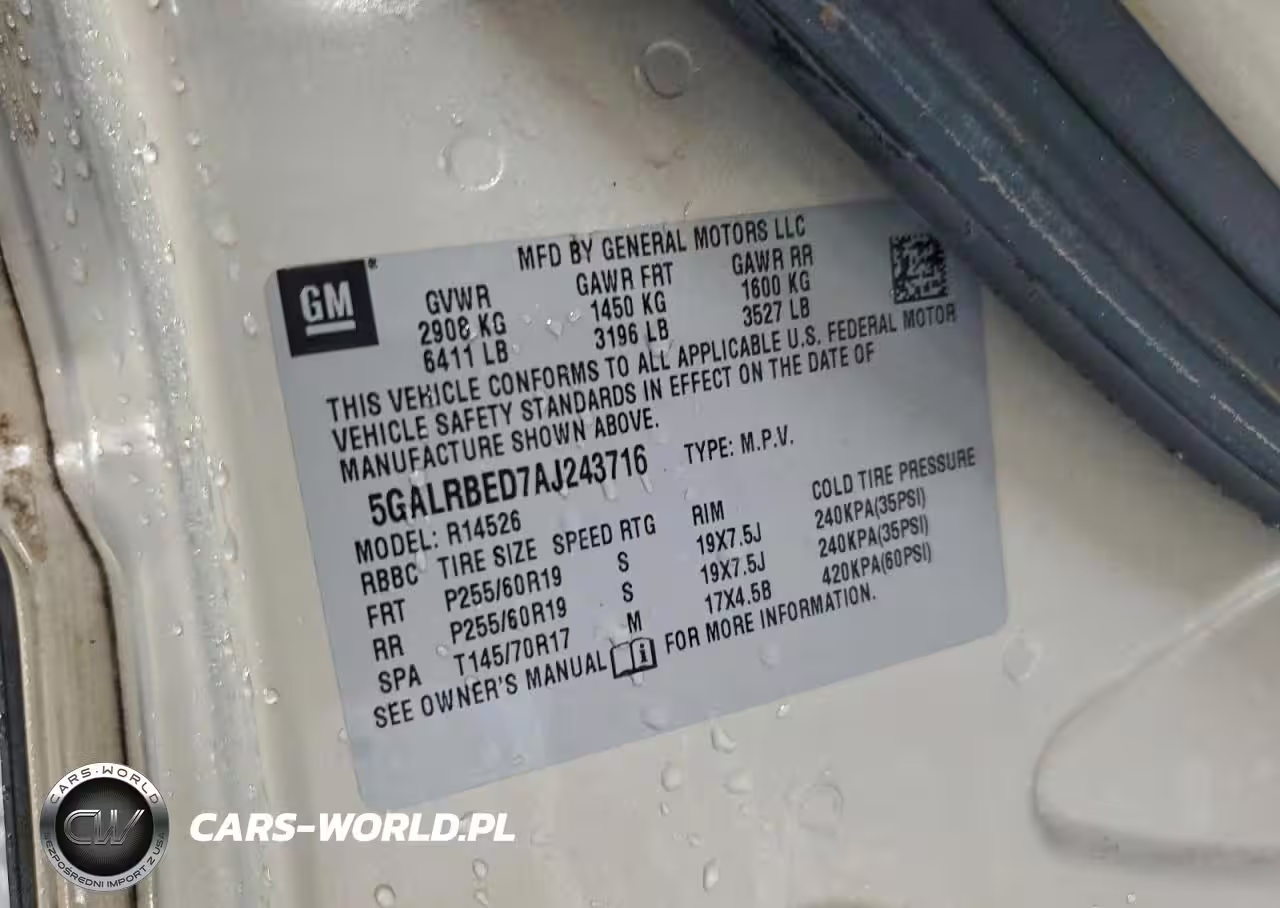 MFD BY GENERAL MOTORS LLC
GM®
GVWR GAWR FRT GAWR RR
2908 KG 1450 KG 1600 KG
6411 LB 3196 LB 3527 LB
THIS VEHICLE CONFORMS TO ALL APPLICABLE U.S. FEDERAL MOTOR
VEHICLE SAFETY STANDARDS IN EFFECT ON THE DATE OF
MANUFACTURE SHOWN ABOVE.
5GALRBED7AJ243716 TYPE: M.P.V.
MODEL: R14526
RBBC TIRE SIZE SPEED RTG RIM COLD TIRE PRESSURE
FRT P255/60R19 S 19X7.5J 240KPA(35PSI)
RR P255/60R19 S 19X7.5J 240KPA(35PSI)
SPA T145/70R17 M 17X4.5B 420KPA(60PSI)
SEE OWNER'S MANUAL i FOR MORE INFORMATION.
CARS-WORLD
CW
BEZPOŚREDNI IMPORT Z USA
CARS-WORLD.PL